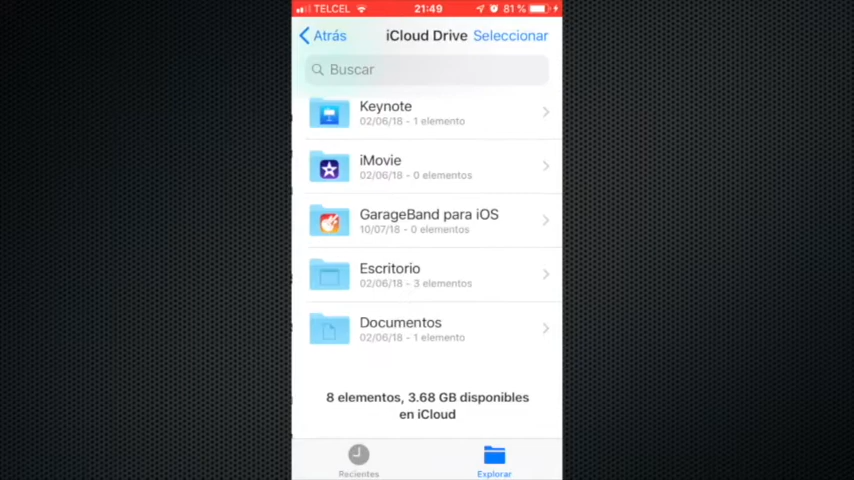 TELCEL 21:49 81 %
Atrás iCloud Drive Seleccionar
Buscar
Keynote
02/06/18 - 1 elemento
iMovie
02/06/18 - 0 elementos
GarageBand para iOS
10/07/18 - 0 elementos
Escritorio
02/06/18 - 3 elementos
Documentos
02/06/18 - 1 elemento
8 elementos, 3.68 GB disponibles
en iCloud
Recientes Explorar